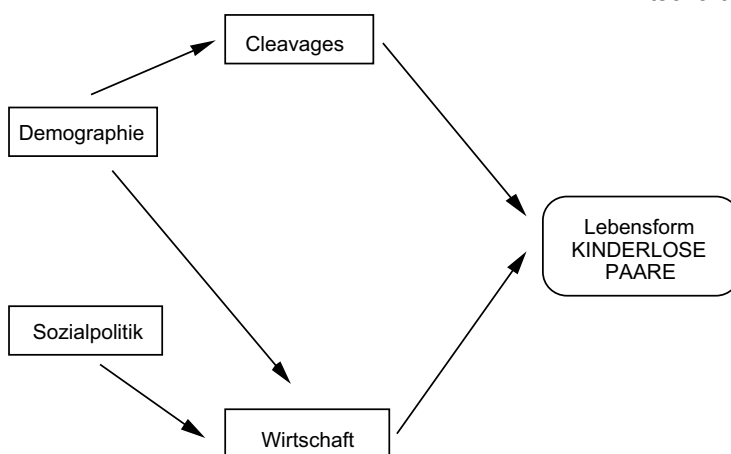 Cleavages
Demographie
Lebensform
KINDERLOSE
PAARE
Sozialpolitik
Wirtschaft